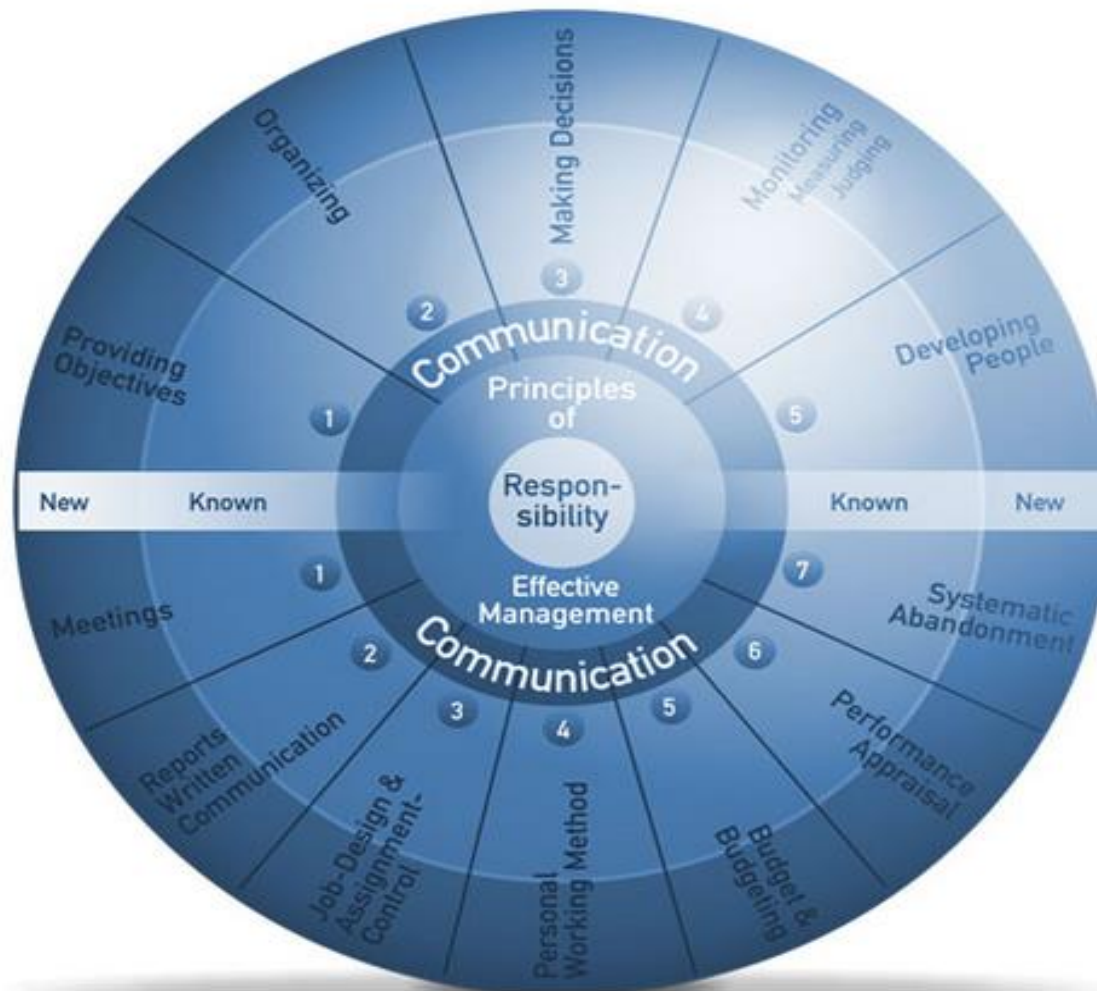 Organizing
Making Decisions
Monitoring
Measuring
Judging
Providing
Objectives
Developing
People
1
2
3
4
5
Communication
Principles
of
Respon-
sibility
Effective
Management
Communication
New
Known
Known
New
1
2
3
4
5
6
7
Meetings
Reports
Written
Communication
Job-Design &
Assignment-
Control
Personal
Working Method
Budget &
Budgeting
Performance
Appraisal
Systematic
Abandonment